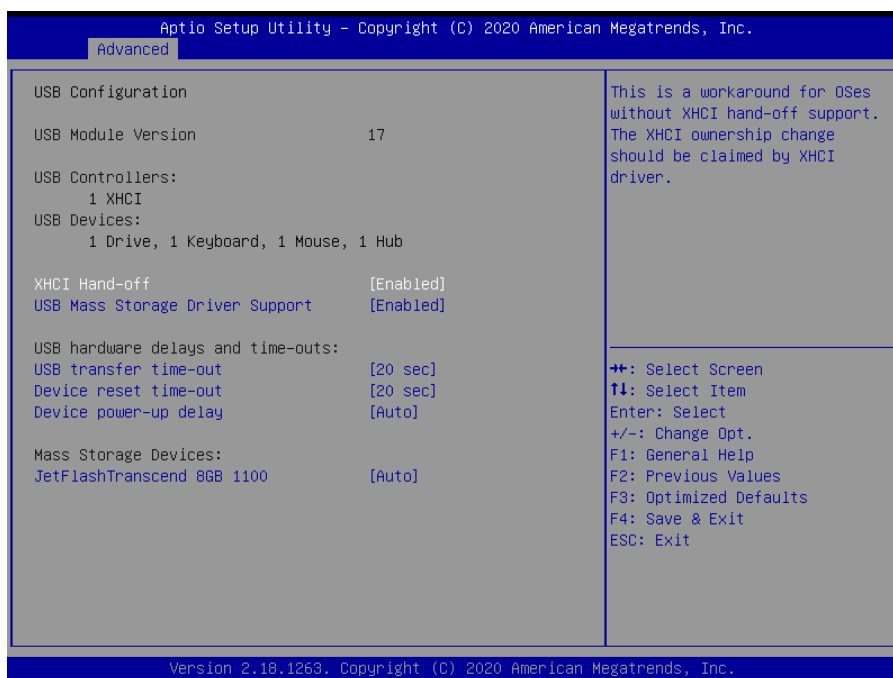 Aptio Setup Utility – Copyright (C) 2020 American Megatrends, Inc.
Advanced
USB Configuration
USB Module Version 17
USB Controllers:
1 XHCI
USB Devices:
1 Drive, 1 Keyboard, 1 Mouse, 1 Hub
XHCI Hand-off [Enabled]
USB Mass Storage Driver Support [Enabled]
USB hardware delays and time-outs:
USB transfer time-out [20 sec]
Device reset time-out [20 sec]
Device power-up delay [Auto]
Mass Storage Devices:
JetFlashTranscend 8GB 1100 [Auto]
This is a workaround for OSes
without XHCI hand-off support.
The XHCI ownership change
should be claimed by XHCI
driver.
→←: Select Screen
↑↓: Select Item
Enter: Select
+/-: Change Opt.
F1: General Help
F2: Previous Values
F3: Optimized Defaults
F4: Save & Exit
ESC: Exit
Version 2.18.1263. Copyright (C) 2020 American Megatrends, Inc.